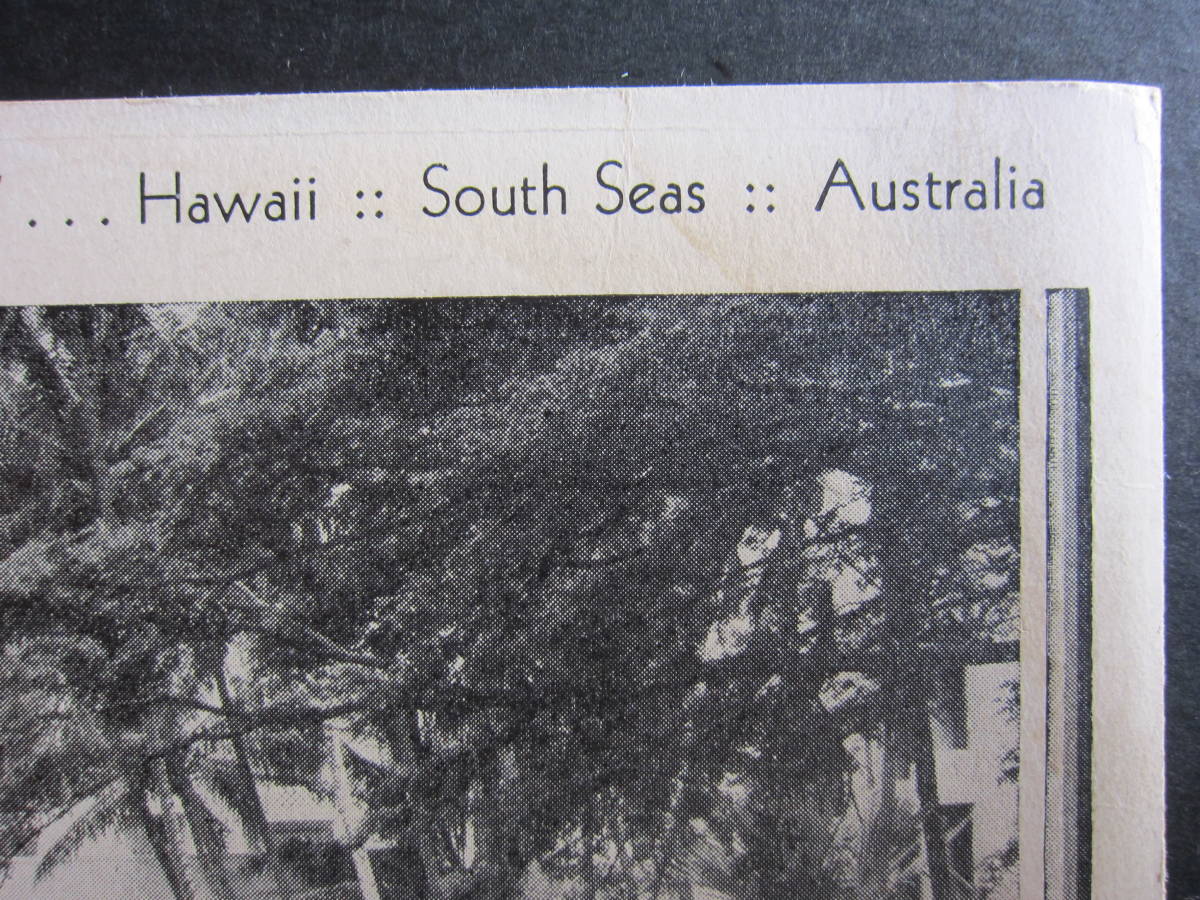 . . . Hawaii :: South Seas :: Australia